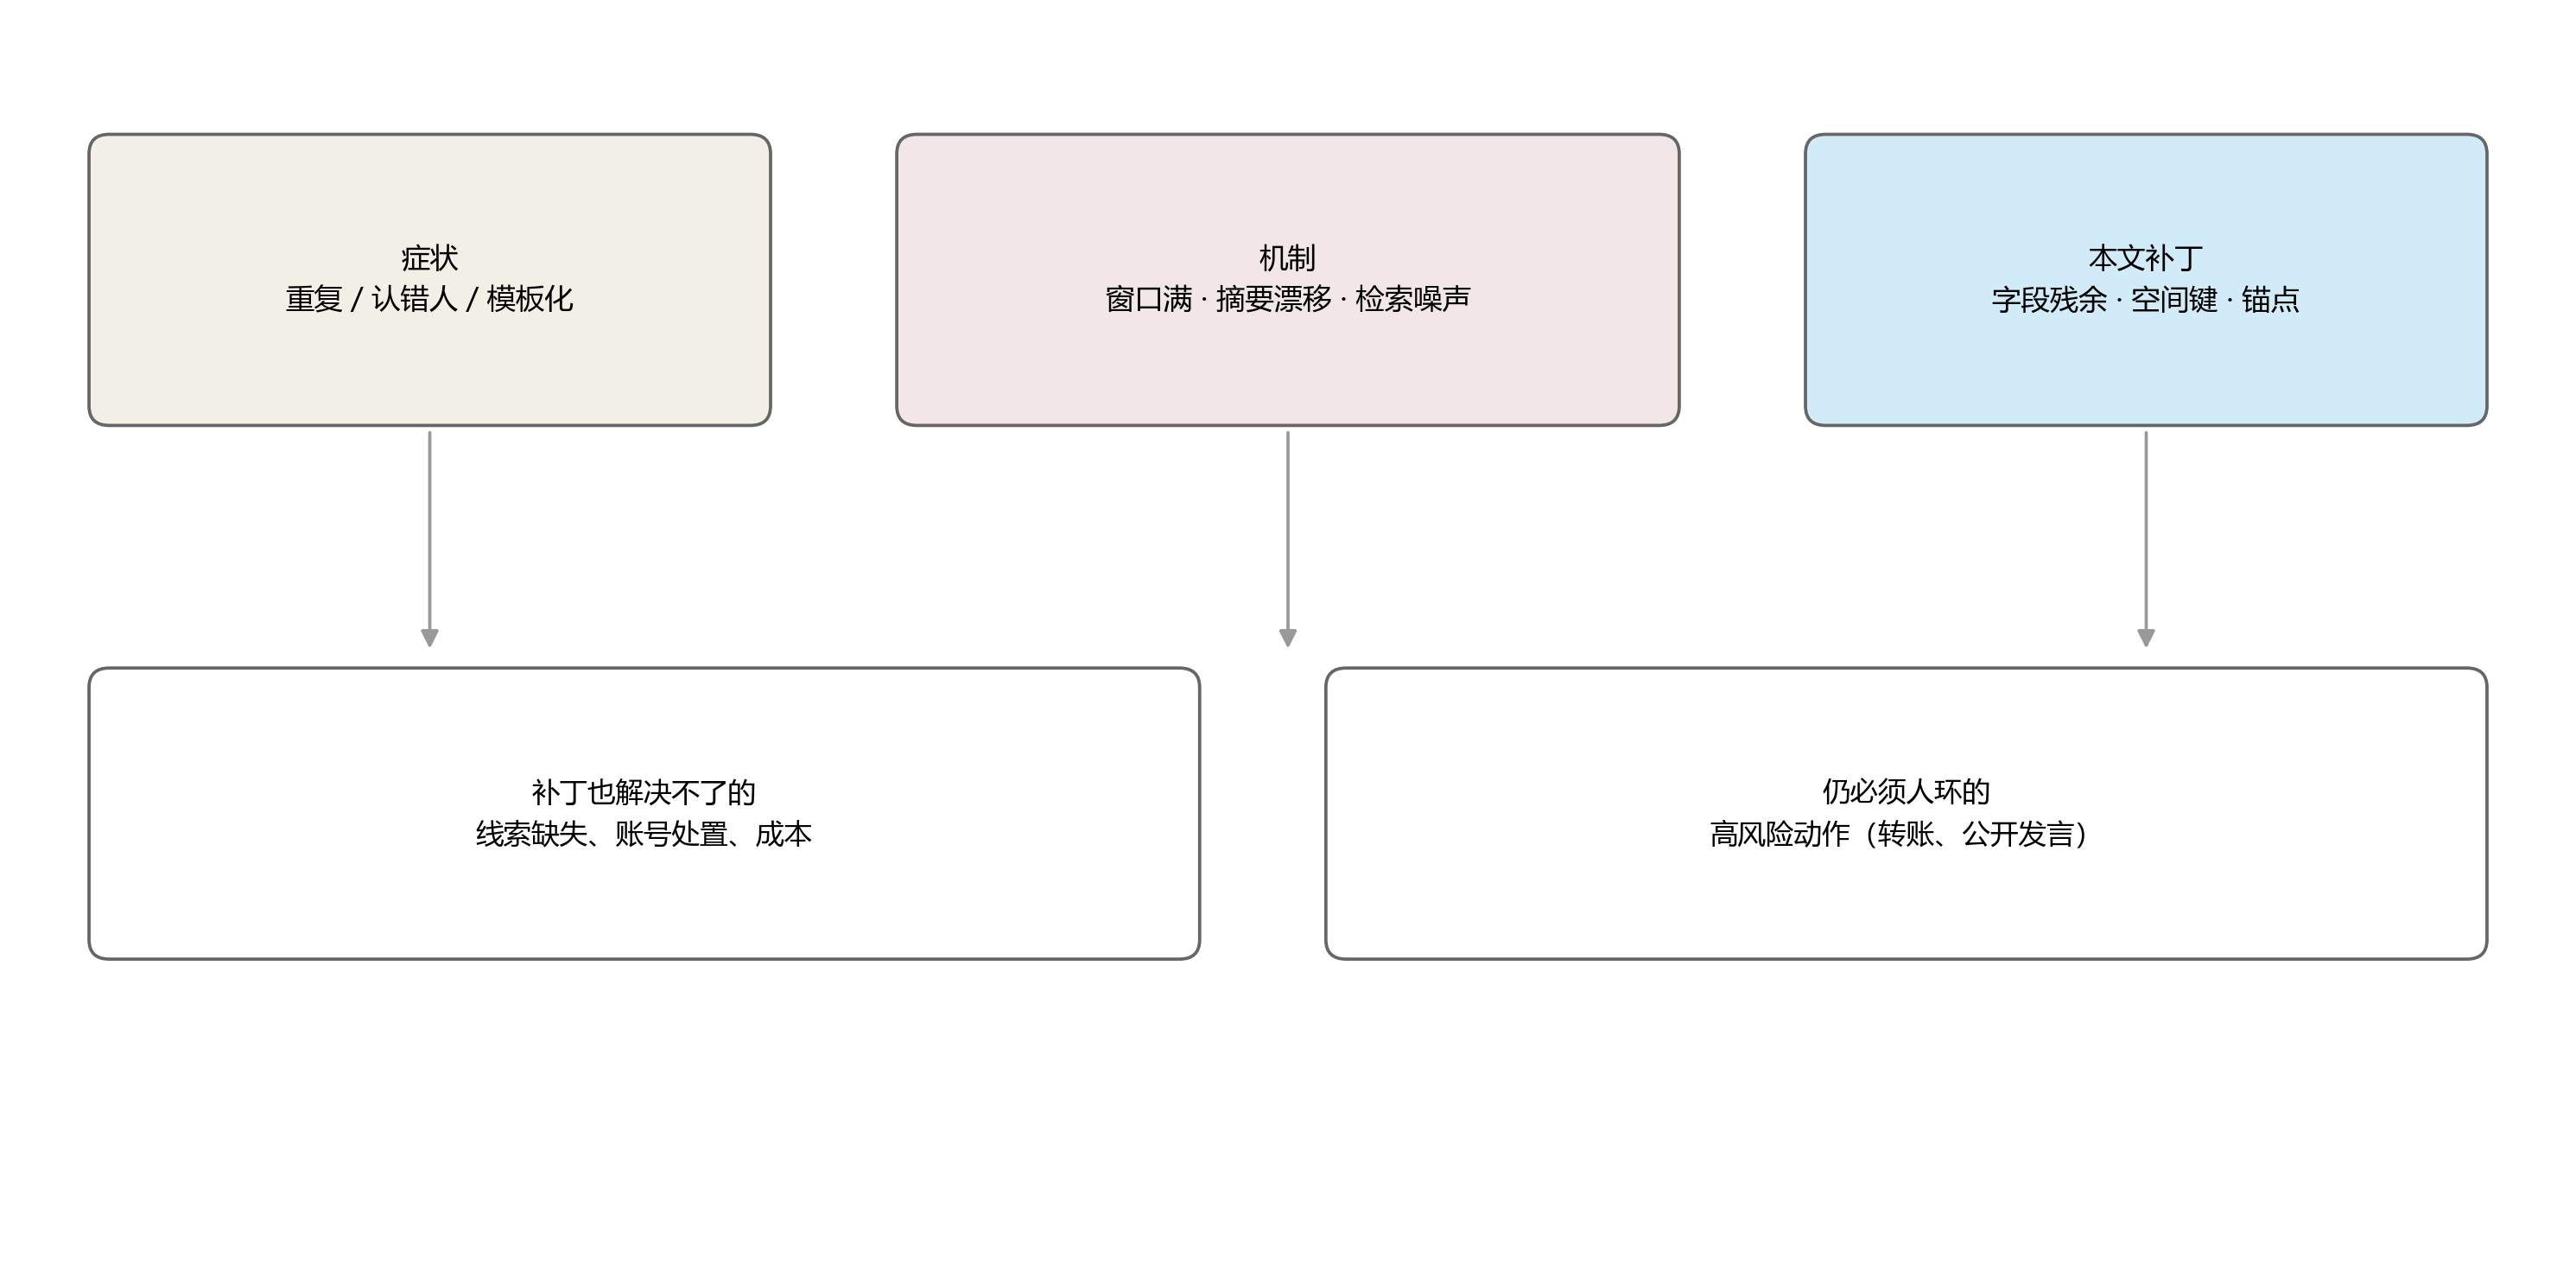 症状
重复 / 认错人 / 模板化
机制
窗口满 · 摘要漂移 · 检索噪声
本文补丁
字段残余 · 空间键 · 锚点
补丁也解决不了的
线索缺失、账号处置、成本
仍必须人环的
高风险动作（转账、公开发言）